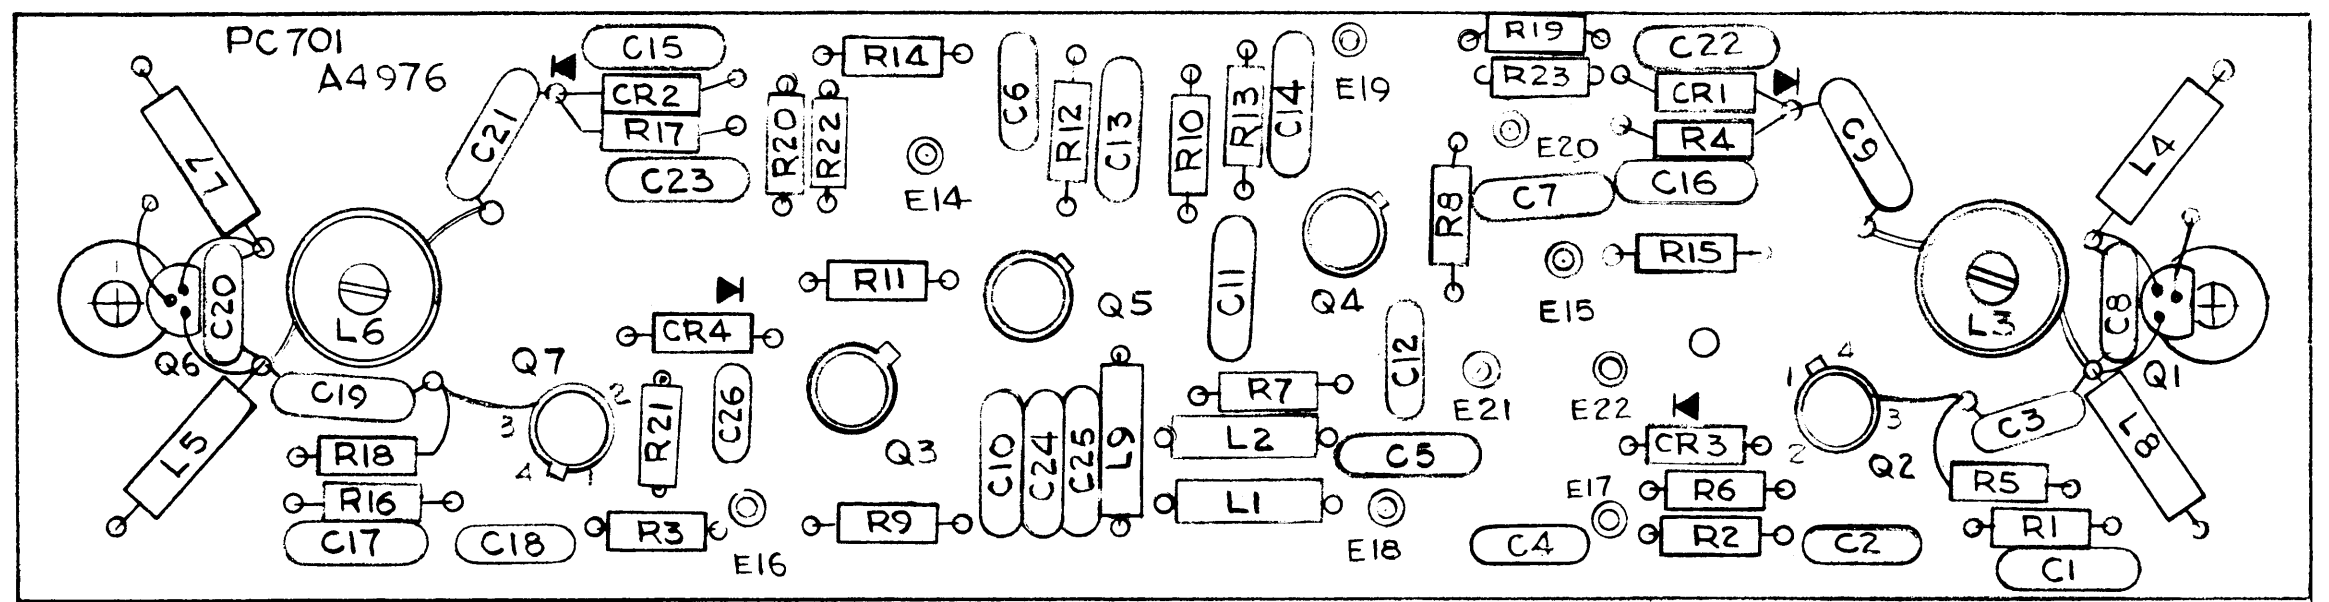 PC701
A4976
C15
CR2
R17
C23
C21
R20
R22
R14
E14
C6
R12
C13
R10
R13
C14
E19
R19
R23
E20
C22
CR1
R4
C16
C9
L4
L7
C20
Q6
L6
C19
L5
R18
R16
C17
C18
Q7
2
3
4
1
CR4
R21
C26
R3
E16
R11
Q5
Q3
R9
C10
C24
C25
L9
C11
R7
L2
L1
Q4
C12
C5
E18
R8
C7
R15
E15
E21
E22
CR3
R6
R2
E17
C4
C2
1
4
3
2
Q2
L3
C8
Q1
C3
L8
R5
R1
C1